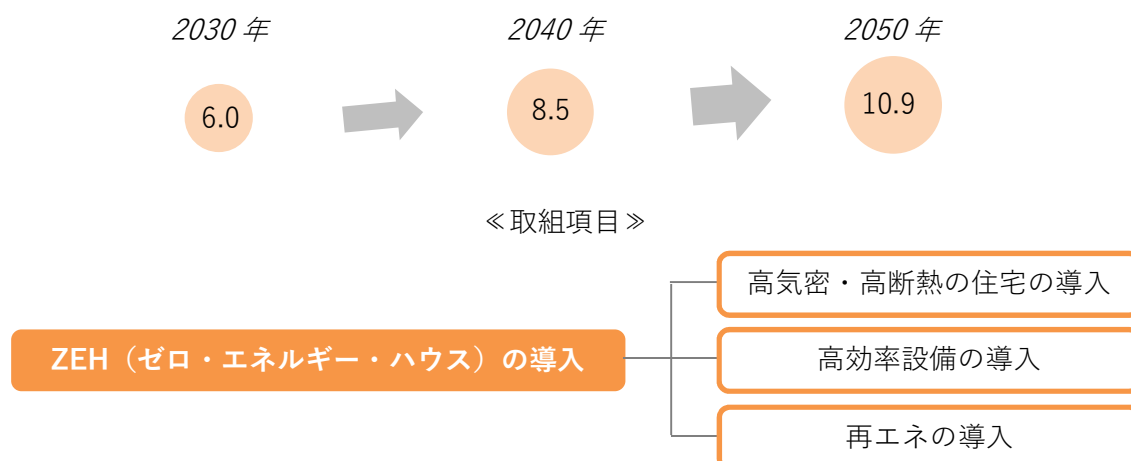 2030年 2040年 2050年
6.0 8.5 10.9
≪取組項目≫
高気密・高断熱の住宅の導入
ZEH（ゼロ・エネルギー・ハウス）の導入
高効率設備の導入
再エネの導入